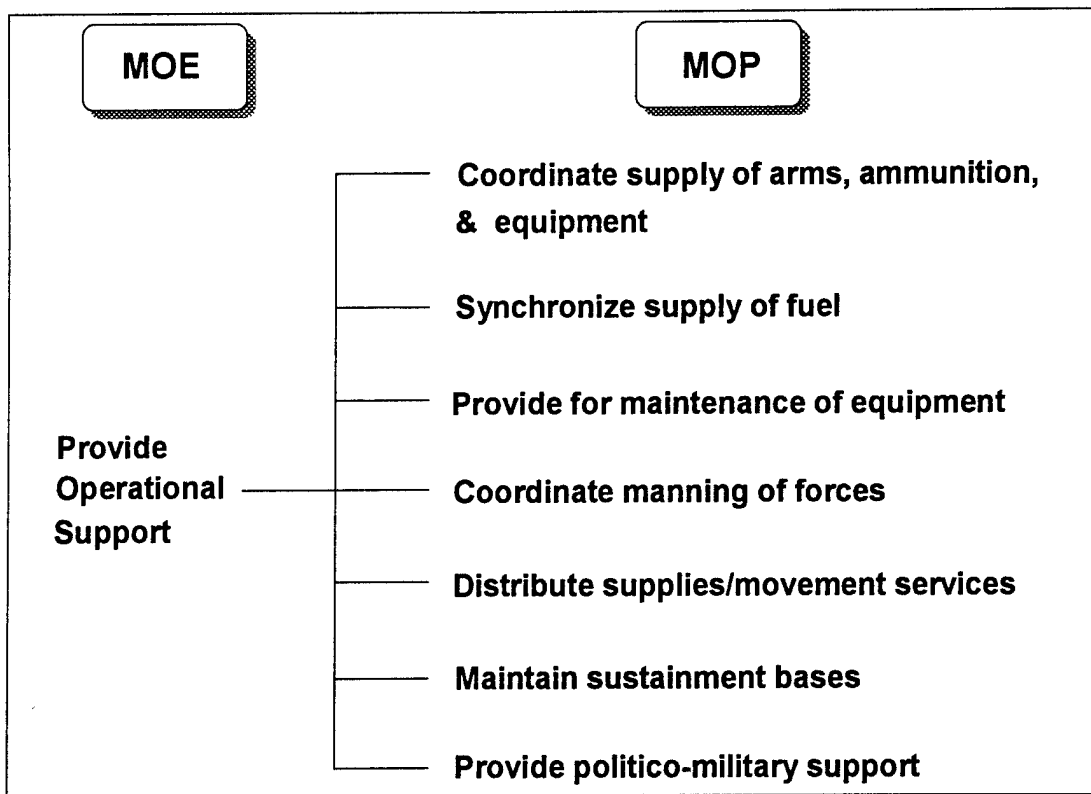 MOE
MOP
Coordinate supply of arms, ammunition,
& equipment
Synchronize supply of fuel
Provide for maintenance of equipment
Provide
Operational
Support
Coordinate manning of forces
Distribute supplies/movement services
Maintain sustainment bases
Provide politico-military support